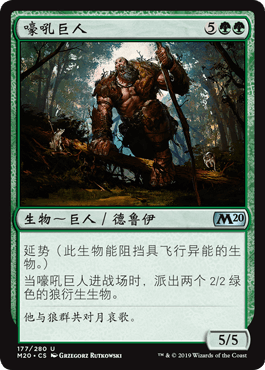 嚎吼巨人 5
M20
生物～巨人 / 德鲁伊
延势（此生物能阻挡具飞行异能的生
物。）
当嚎吼巨人进战场时，派出两个 2/2 绿
色的狼衍生生物。
他与狼群共对月哀歌。
5/5
177/280 U
M20 • CS GRZEGORZ RUTKOWSKI
™ & © 2019 Wizards of the Coast